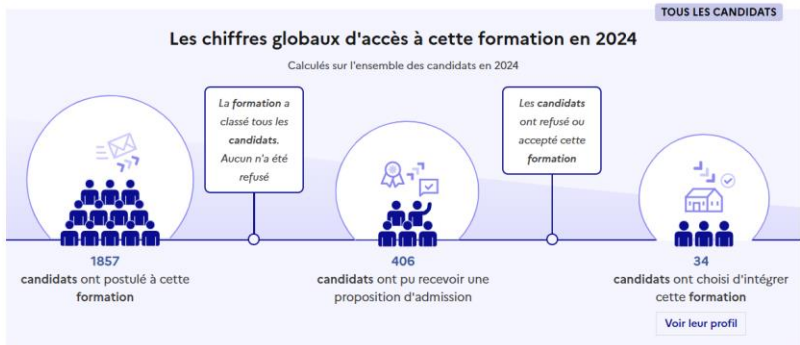 TOUS LES CANDIDATS
Les chiffres globaux d'accès à cette formation en 2024
Calculés sur l'ensemble des candidats en 2024
La formation a
classé tous les
candidats.
Aucun n'a été
refusé
Les candidats
ont refusé ou
accepté cette
formation
1857
candidats ont postulé à cette
formation
406
candidats ont pu recevoir une
proposition d'admission
34
candidats ont choisi d'intégrer
cette formation
Voir leur profil